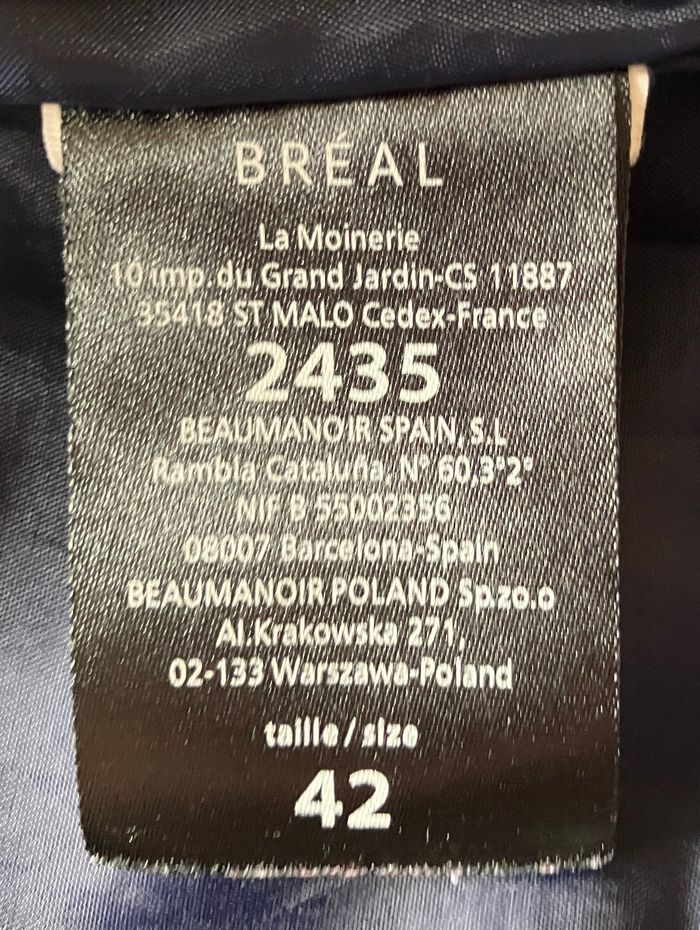 BRÉAL
La Moinerie
10 imp. du Grand Jardin-CS 11887
35418 ST MALO Cedex-France
2435
BEAUMANOIR SPAIN, S.L
Rambla Cataluña, Nº 60,3º2ª
NIF B 55002356
08007 Barcelona-Spain
BEAUMANOIR POLAND Sp.zo.o
Al.Krakowska 271,
02-133 Warszawa-Poland
taille / size
42